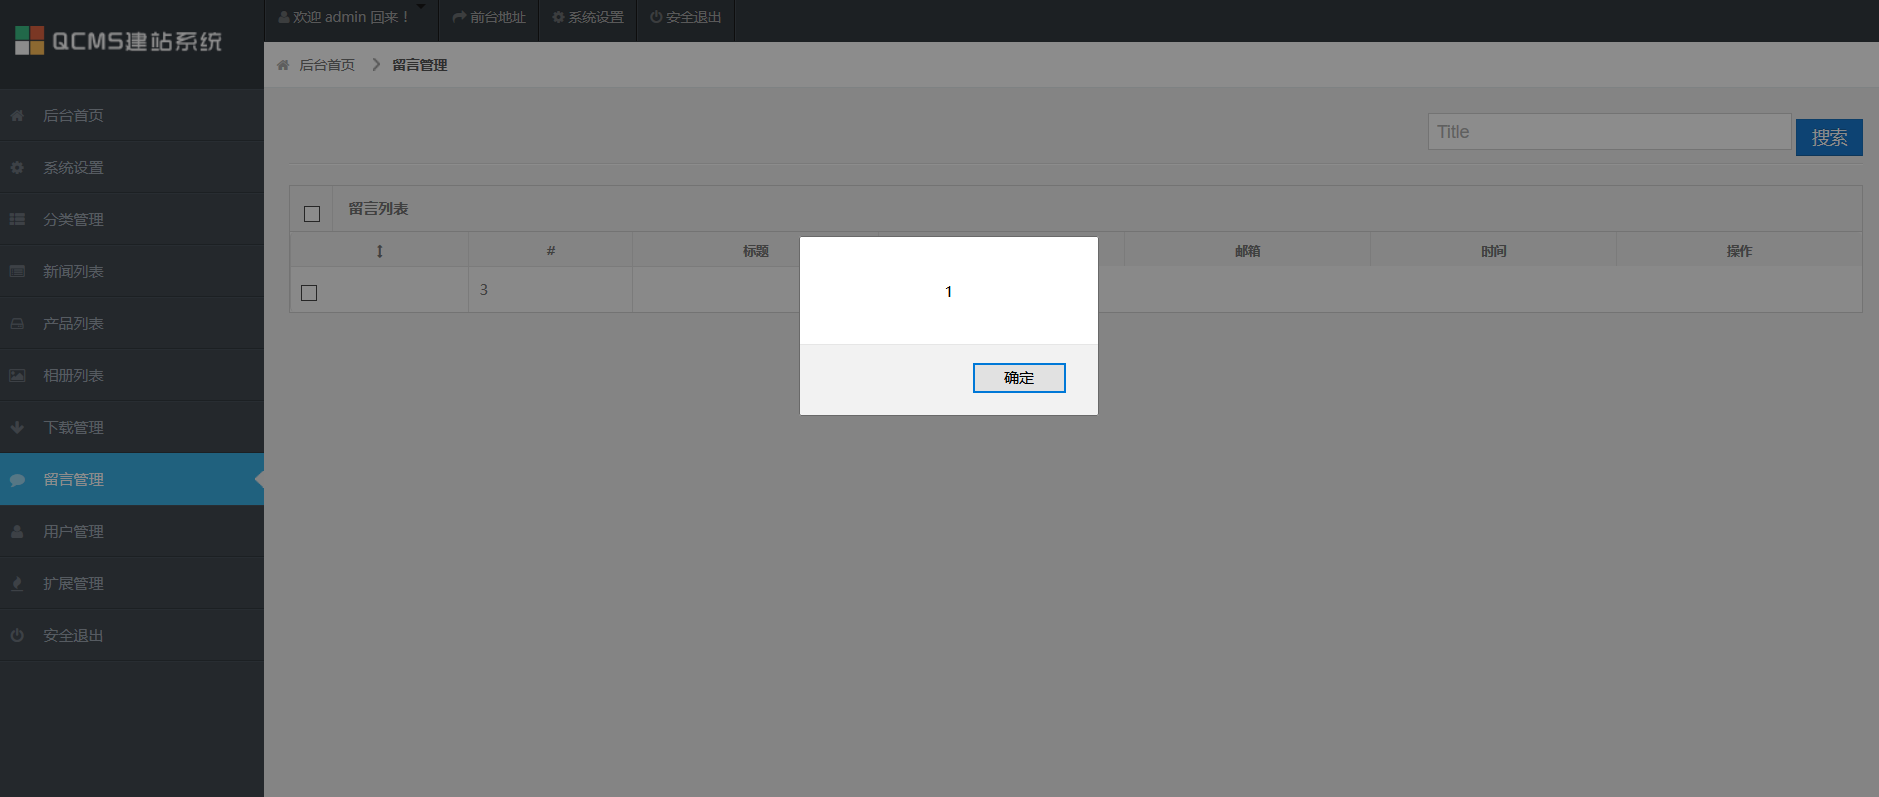 QCMS建站系统
欢迎 admin 回来！ 前台地址 系统设置 安全退出
后台首页 留言管理
后台首页
系统设置
分类管理
新闻列表
产品列表
相册列表
下载管理
留言管理
用户管理
扩展管理
安全退出
Title 搜索
留言列表
# 标题 邮箱 时间 操作
3
1
确定